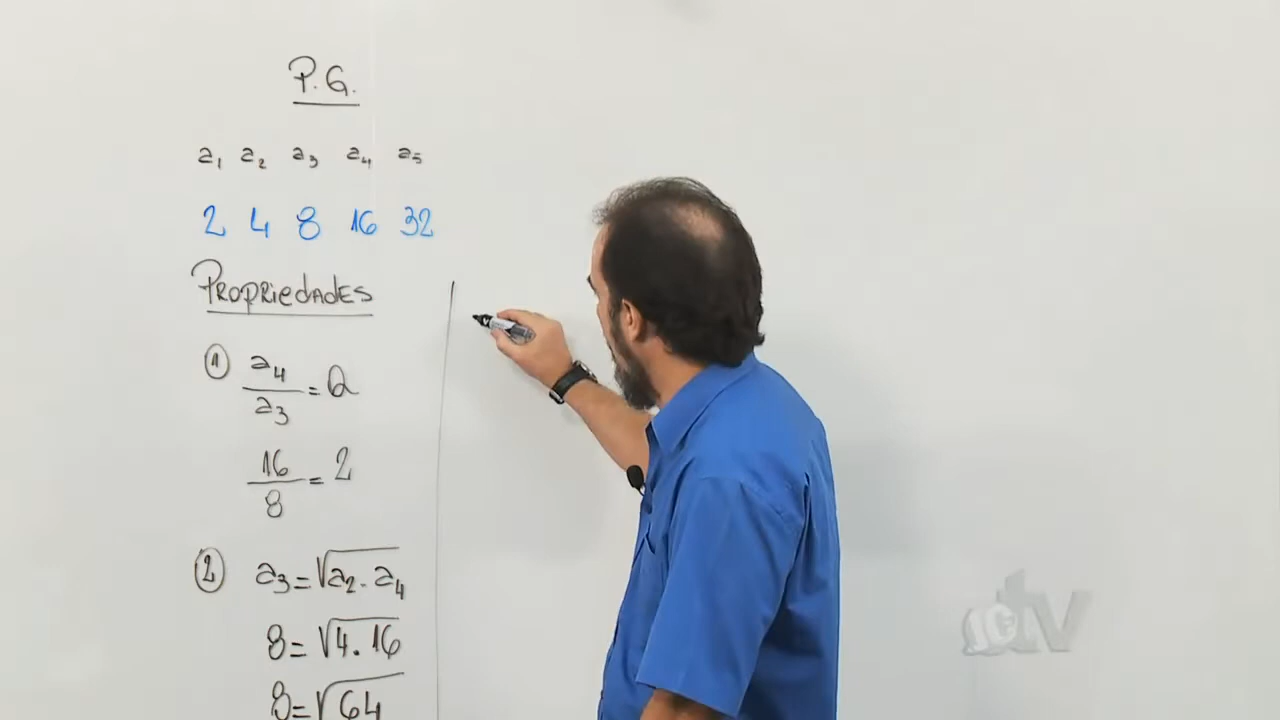 P.G.
a₁ a₂ a₃ a₄ a₅
2 4 8 16 32
Propriedades
① a₄/a₃ = Q
16/8 = 2
② a₃ = √a₂ . a₄
8 = √4 . 16
8 = √64
tv